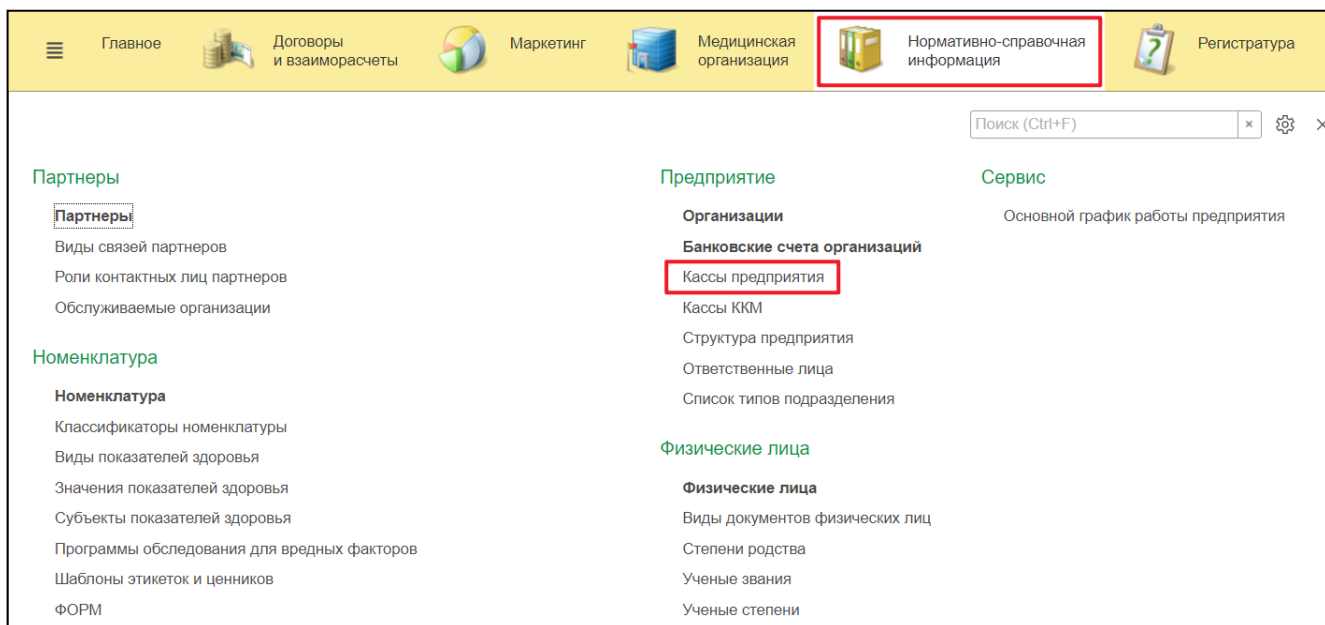 Главное
Договоры
и взаиморасчеты
Маркетинг
Медицинская
организация
Нормативно-справочная
информация
Регистратура
Поиск (Ctrl+F)
Партнеры
Партнеры
Виды связей партнеров
Роли контактных лиц партнеров
Обслуживаемые организации
Номенклатура
Номенклатура
Классификаторы номенклатуры
Виды показателей здоровья
Значения показателей здоровья
Субъекты показателей здоровья
Программы обследования для вредных факторов
Шаблоны этикеток и ценников
ФОРМ
Предприятие
Организации
Банковские счета организаций
Кассы предприятия
Кассы ККМ
Структура предприятия
Ответственные лица
Список типов подразделения
Физические лица
Физические лица
Виды документов физических лиц
Степени родства
Ученые звания
Ученые степени
Сервис
Основной график работы предприятия